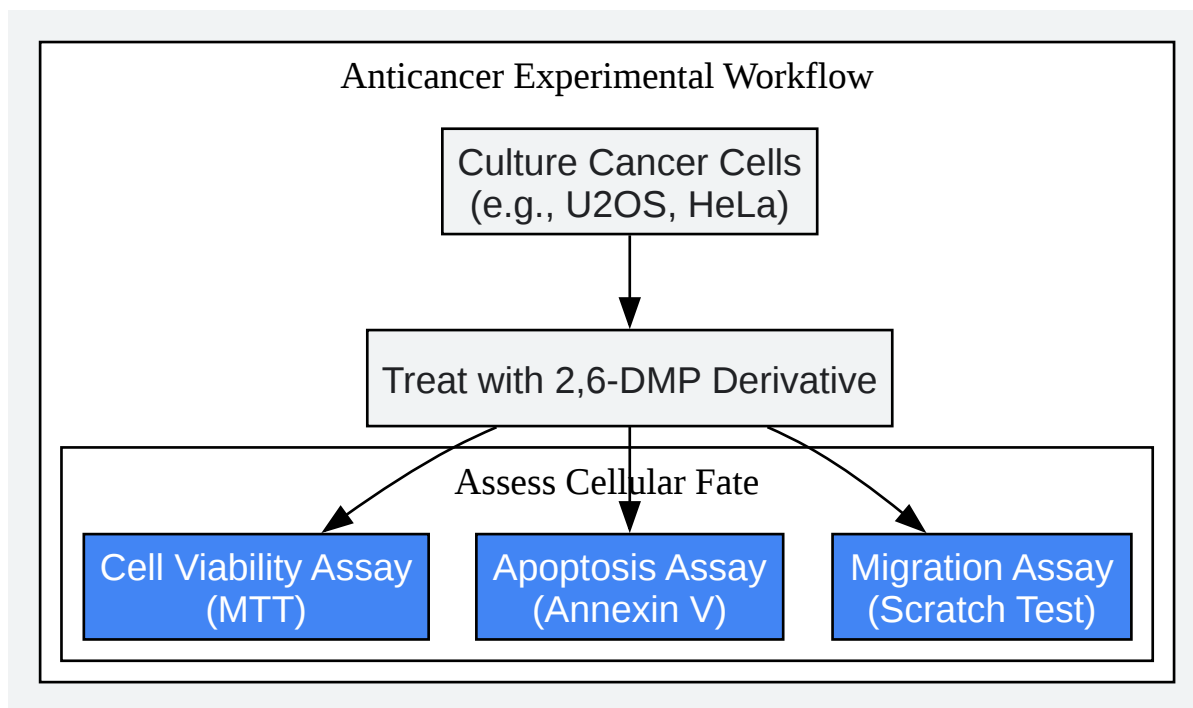 Anticancer Experimental Workflow
Culture Cancer Cells
(e.g., U2OS, HeLa)
Treat with 2,6-DMP Derivative
Assess Cellular Fate
Cell Viability Assay
(MTT)
Apoptosis Assay
(Annexin V)
Migration Assay
(Scratch Test)